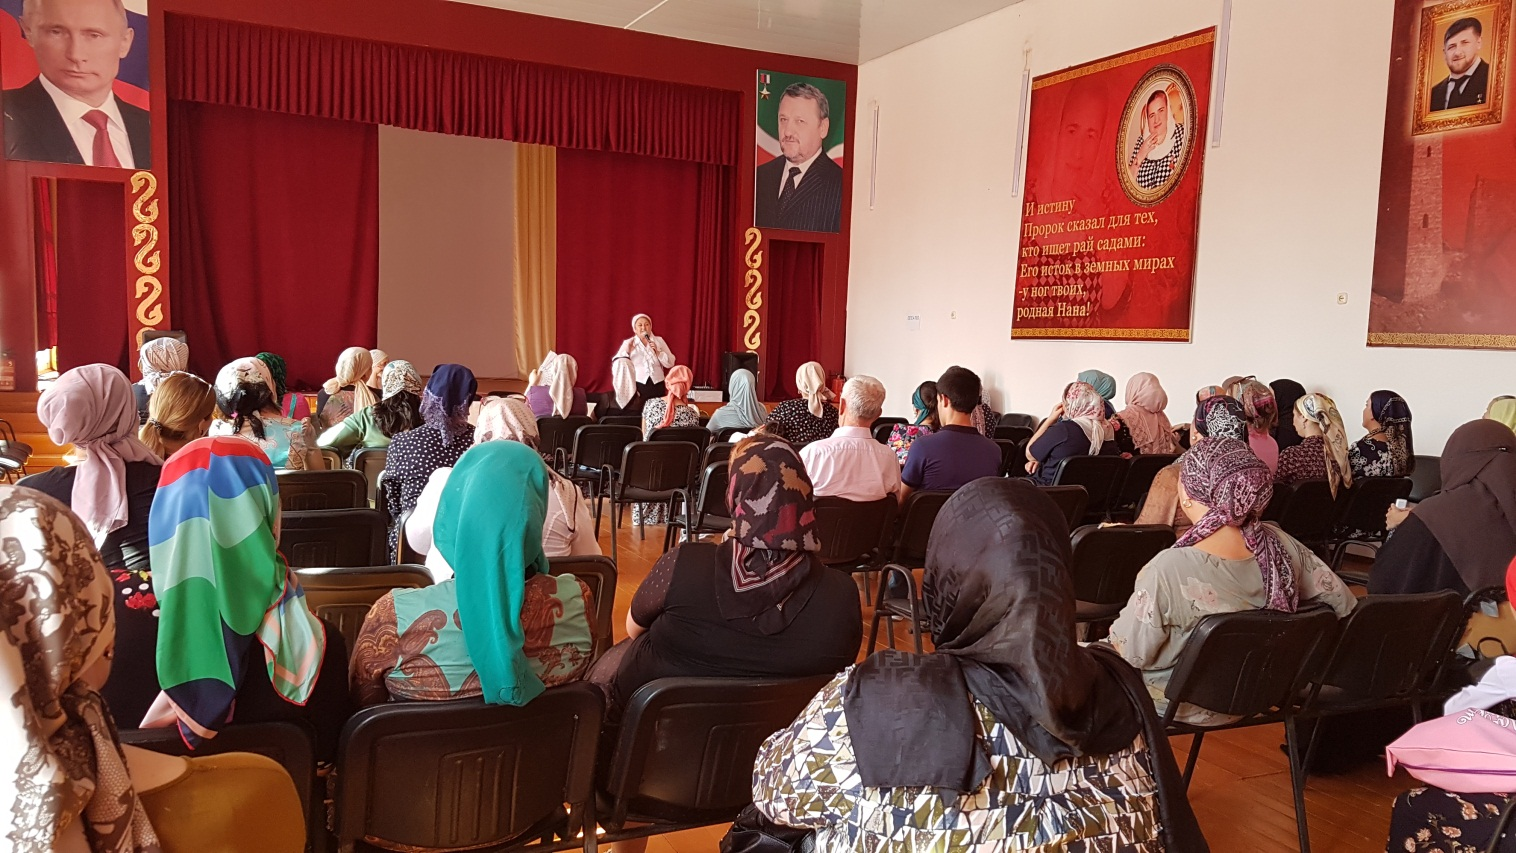 И истину
Пророк сказал для тех,
кто ищет рай садами:
Его исток в земных мирах
-у ног твоих,
родная Нана!